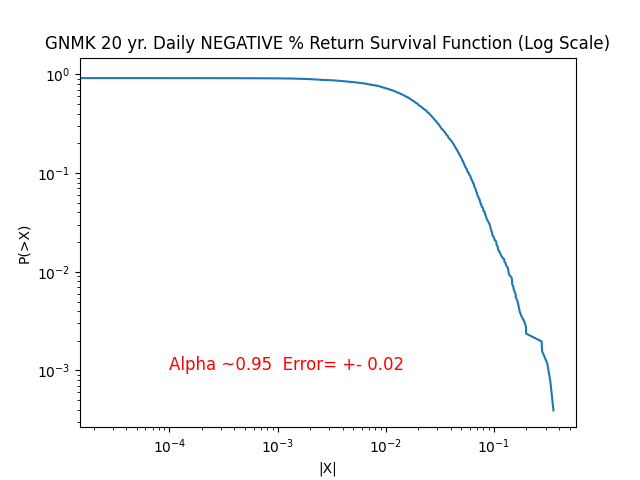 GNMK 20 yr. Daily NEGATIVE % Return Survival Function (Log Scale)
10⁰
10⁻¹
10⁻²
10⁻³
P(>X)
Alpha ~0.95  Error= +- 0.02
10⁻⁴ 10⁻³ 10⁻² 10⁻¹
|X|